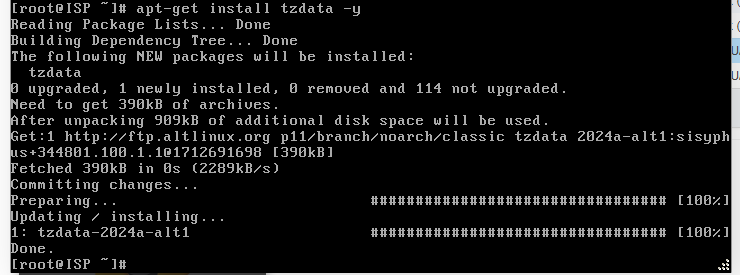 [root@ISP ~]# apt-get install tzdata -y
Reading Package Lists... Done
Building Dependency Tree... Done
The following NEW packages will be installed:
  tzdata
0 upgraded, 1 newly installed, 0 removed and 114 not upgraded.
Need to get 390kB of archives.
After unpacking 909kB of additional disk space will be used.
Get:1 http://ftp.altlinux.org p11/branch/noarch/classic tzdata 2024a-alt1:sisyph
us+344801.100.1.1@1712691698 [390kB]
Fetched 390kB in 0s (2289kB/s)
Committing changes...
Preparing... ################################# [100%]
Updating / installing...
1: tzdata-2024a-alt1 ################################# [100%]
Done.
[root@ISP ~]#